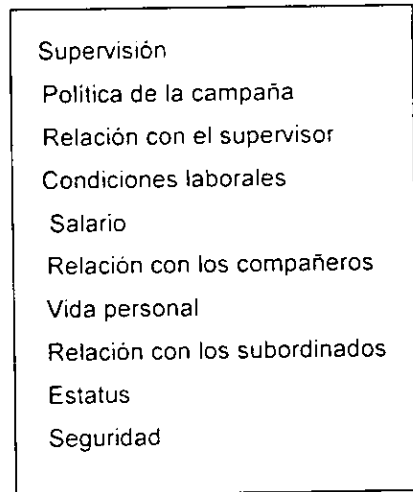 Supervisión
Política de la campaña
Relación con el supervisor
Condiciones laborales
Salario
Relación con los compañeros
Vida personal
Relación con los subordinados
Estatus
Seguridad